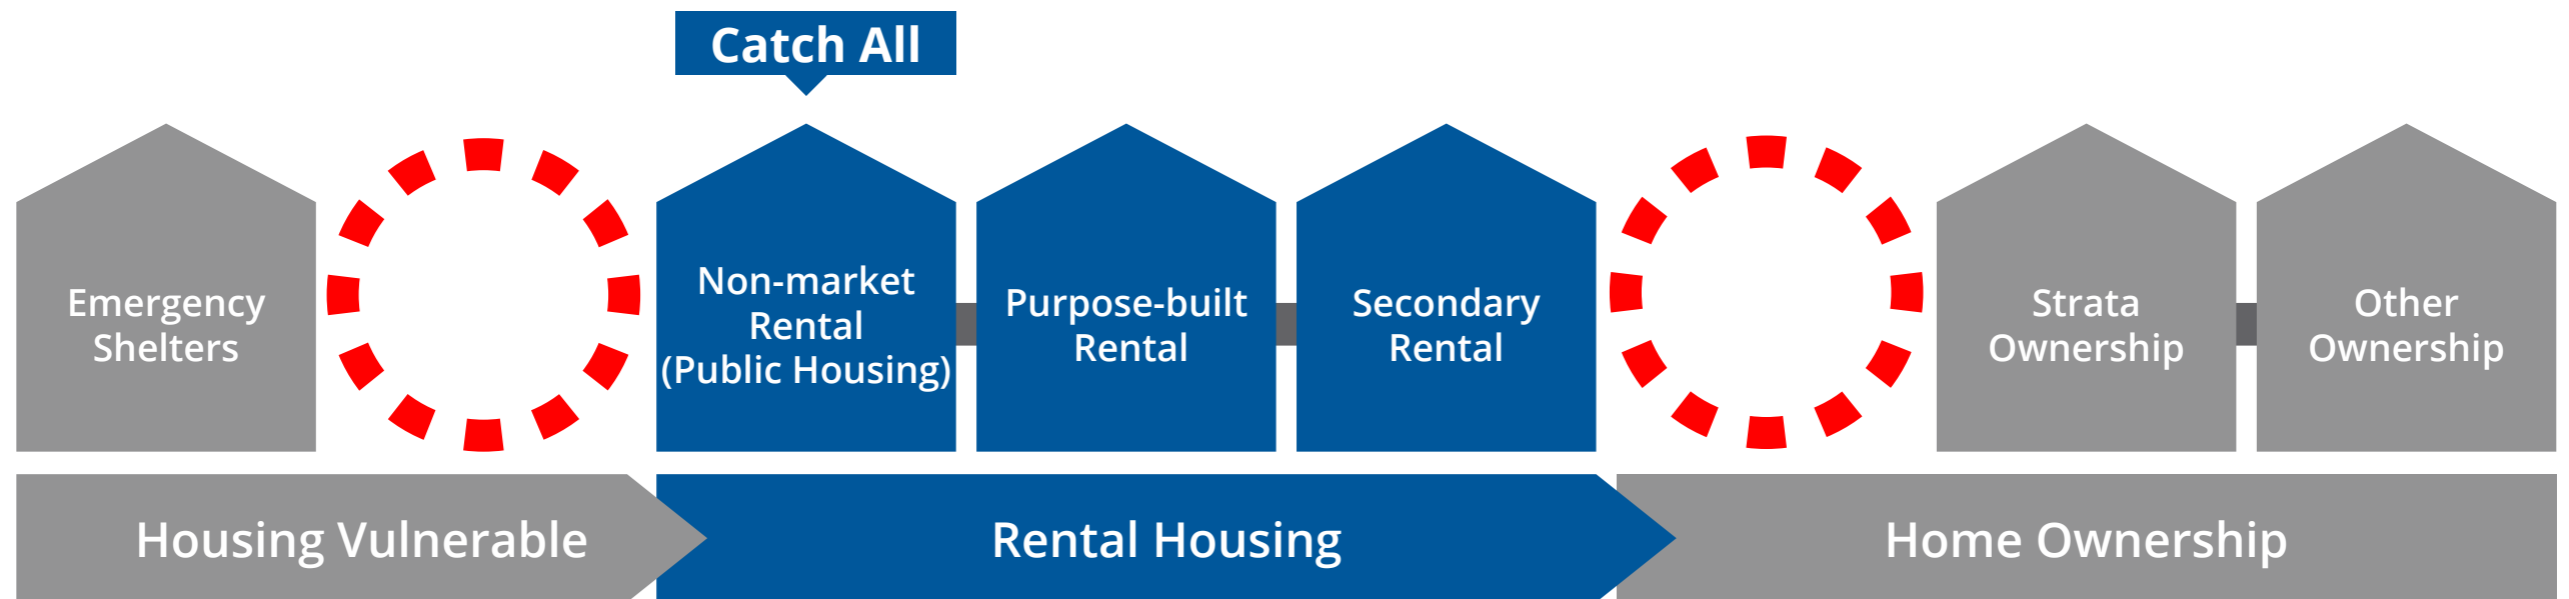 Catch All
Emergency
Shelters
Non-market
Rental
(Public Housing)
Purpose-built
Rental
Secondary
Rental
Strata
Ownership
Other
Ownership
Housing Vulnerable
Rental Housing
Home Ownership